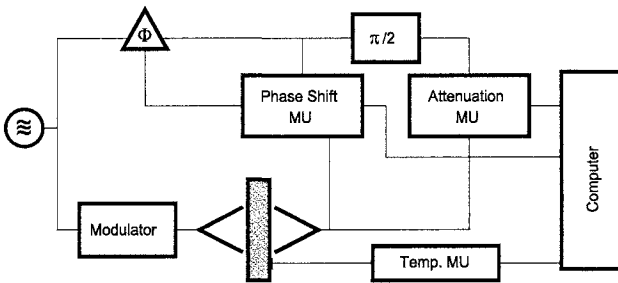 Φ
π/2
Phase Shift
MU
Attenuation
MU
Computer
Modulator
Temp. MU